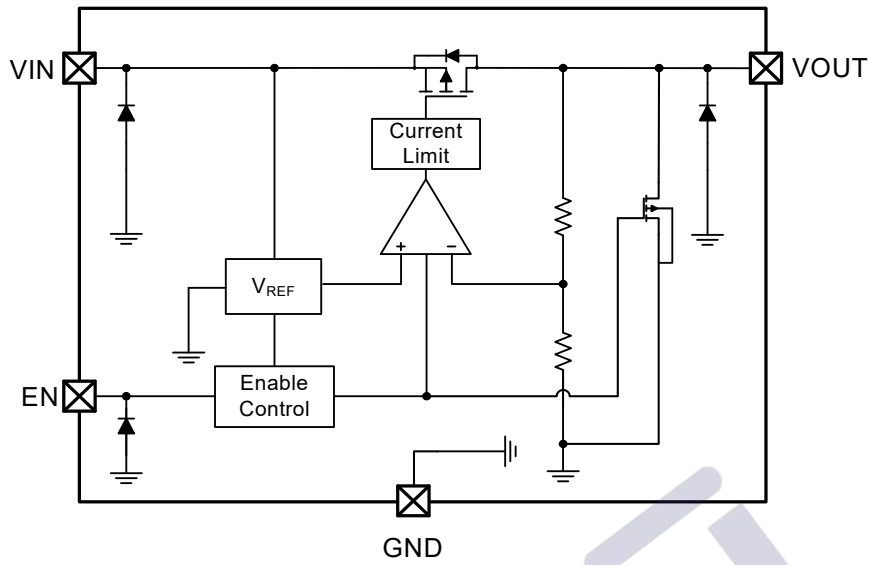 VIN
VOUT
Current
Limit
+ −
VREF
EN
Enable
Control
GND